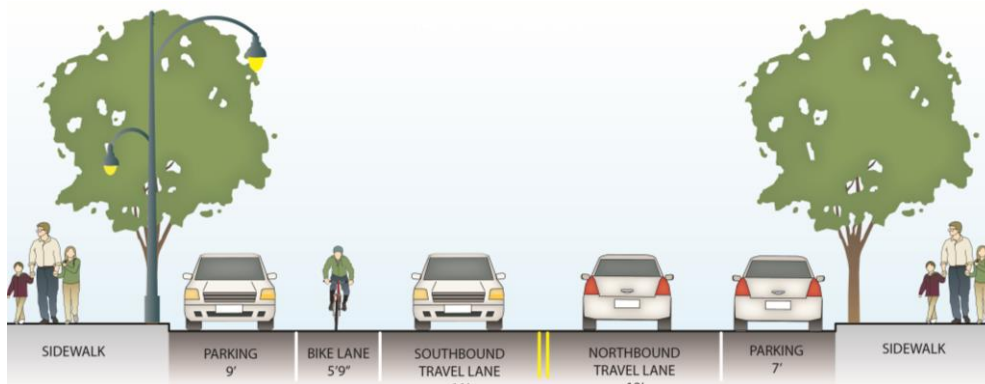 SIDEWALK
PARKING
9'
BIKE LANE
5'9"
SOUTHBOUND
TRAVEL LANE
NORTHBOUND
TRAVEL LANE
PARKING
7'
SIDEWALK